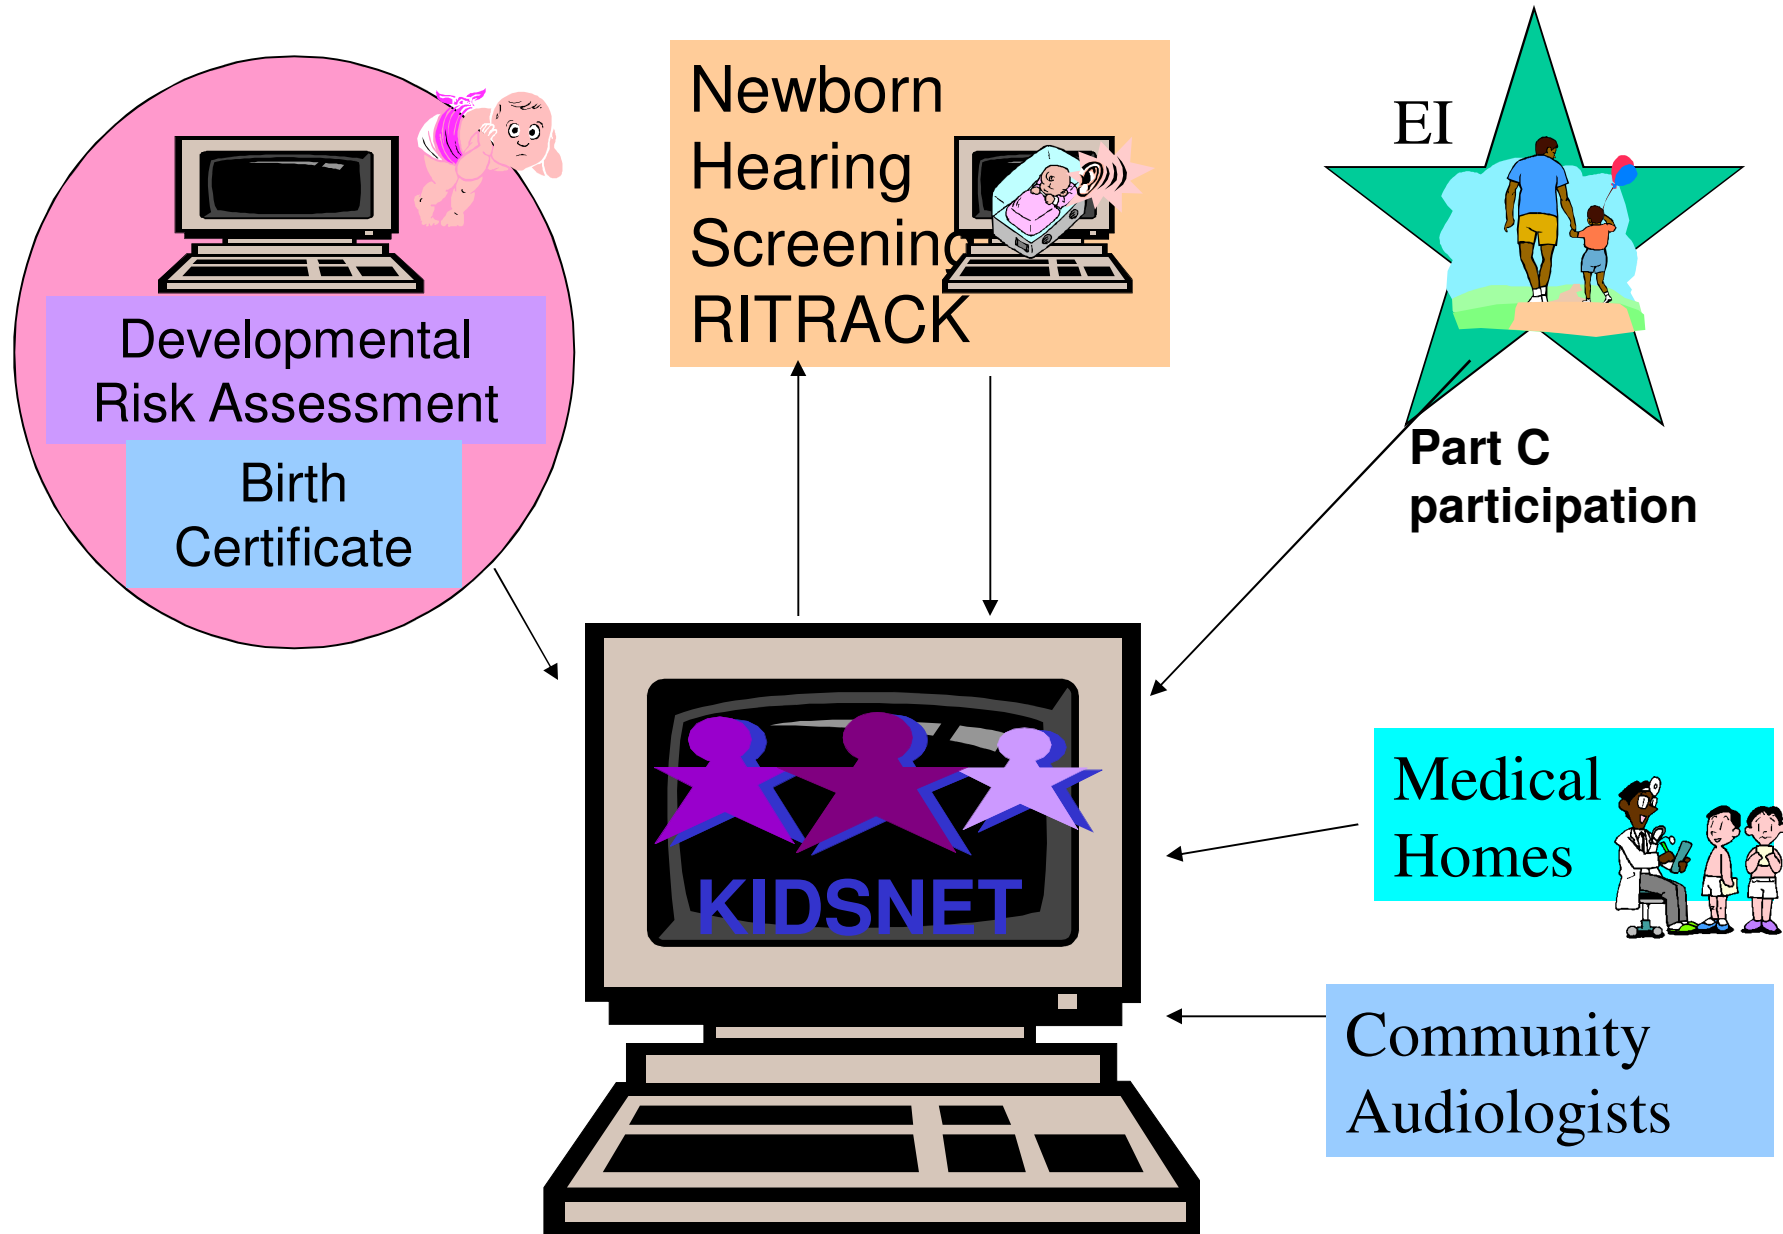 Developmental
Risk Assessment
Birth
Certificate
Newborn
Hearing
Screening
RITRACK
EI
Part C
participation
KIDSNET
Medical
Homes
Community
Audiologists